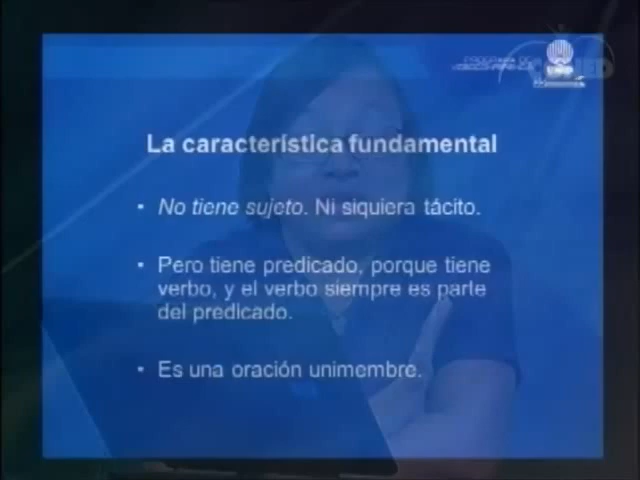 La característica fundamental
• No tiene sujeto. Ni siquiera tácito.
• Pero tiene predicado, porque tiene
verbo, y el verbo siempre es parte
del predicado.
• Es una oración unimembre.